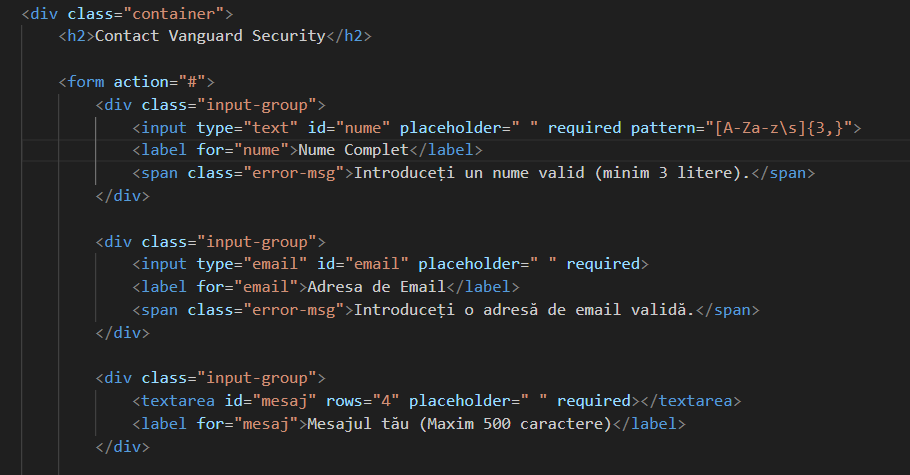 <div class="container">
<h2>Contact Vanguard Security</h2>
<form action="#">
<div class="input-group">
<input type="text" id="nume" placeholder=" " required pattern="[A-Za-z\s]{3,}">
<label for="nume">Nume Complet</label>
<span class="error-msg">Introduceți un nume valid (minim 3 litere).</span>
</div>
<div class="input-group">
<input type="email" id="email" placeholder=" " required>
<label for="email">Adresa de Email</label>
<span class="error-msg">Introduceți o adresă de email validă.</span>
</div>
<div class="input-group">
<textarea id="mesaj" rows="4" placeholder=" " required></textarea>
<label for="mesaj">Mesajul tău (Maxim 500 caractere)</label>
</div>